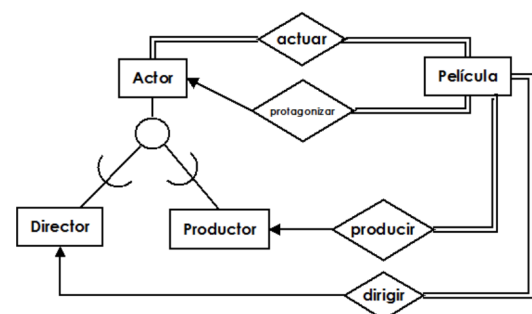 actuar
Actor
Película
protagonizar
Director
Productor
producir
dirigir